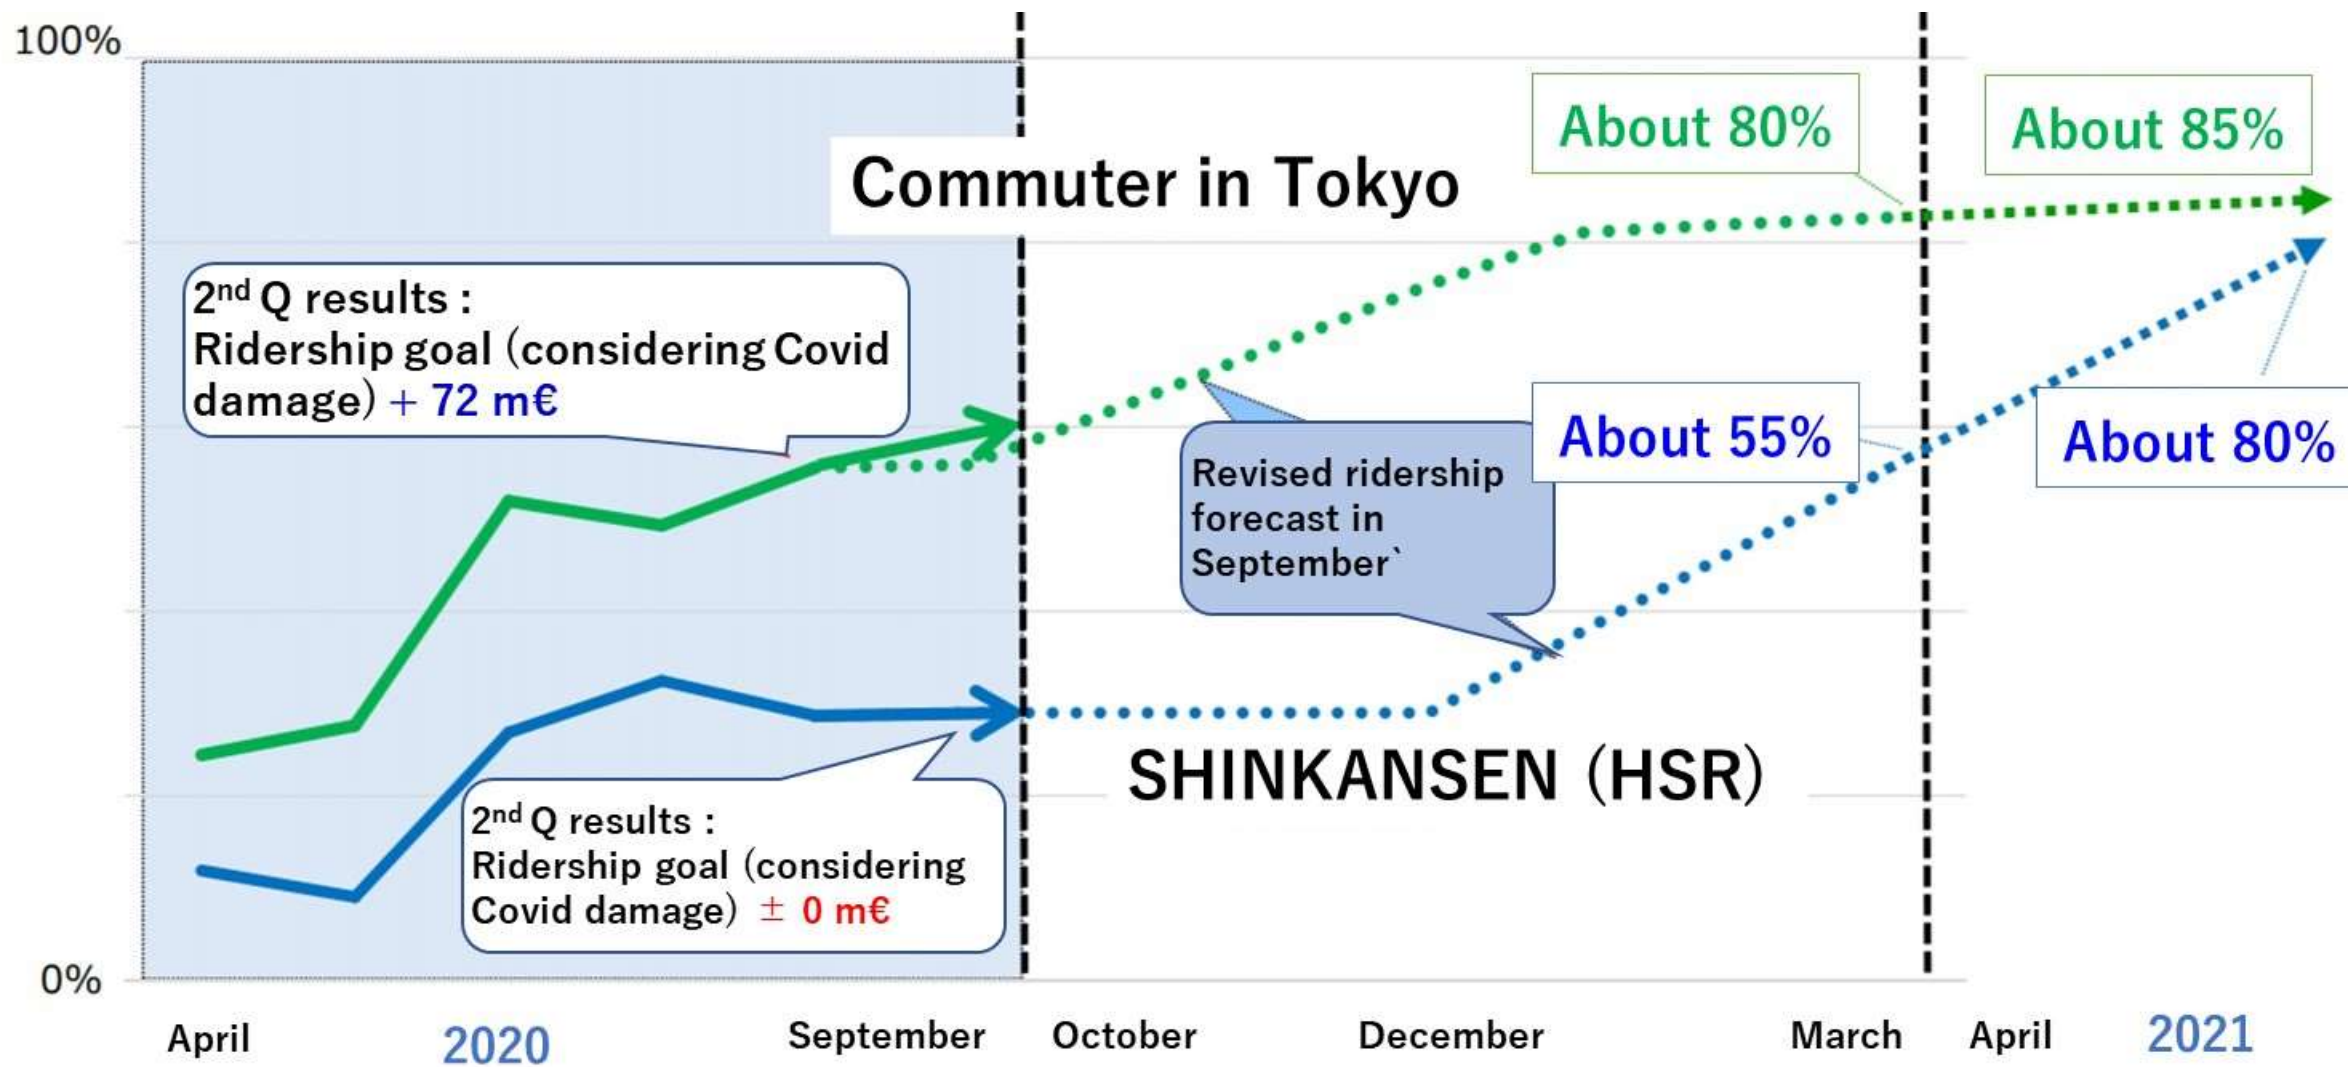 100%
About 80%
About 85%
Commuter in Tokyo
2nd Q results :
Ridership goal (considering Covid
damage) + 72 m€
Revised ridership
forecast in
September`
About 55%
About 80%
SHINKANSEN (HSR)
2nd Q results :
Ridership goal (considering
Covid damage) ± 0 m€
0%
April 2020 September October December March April 2021